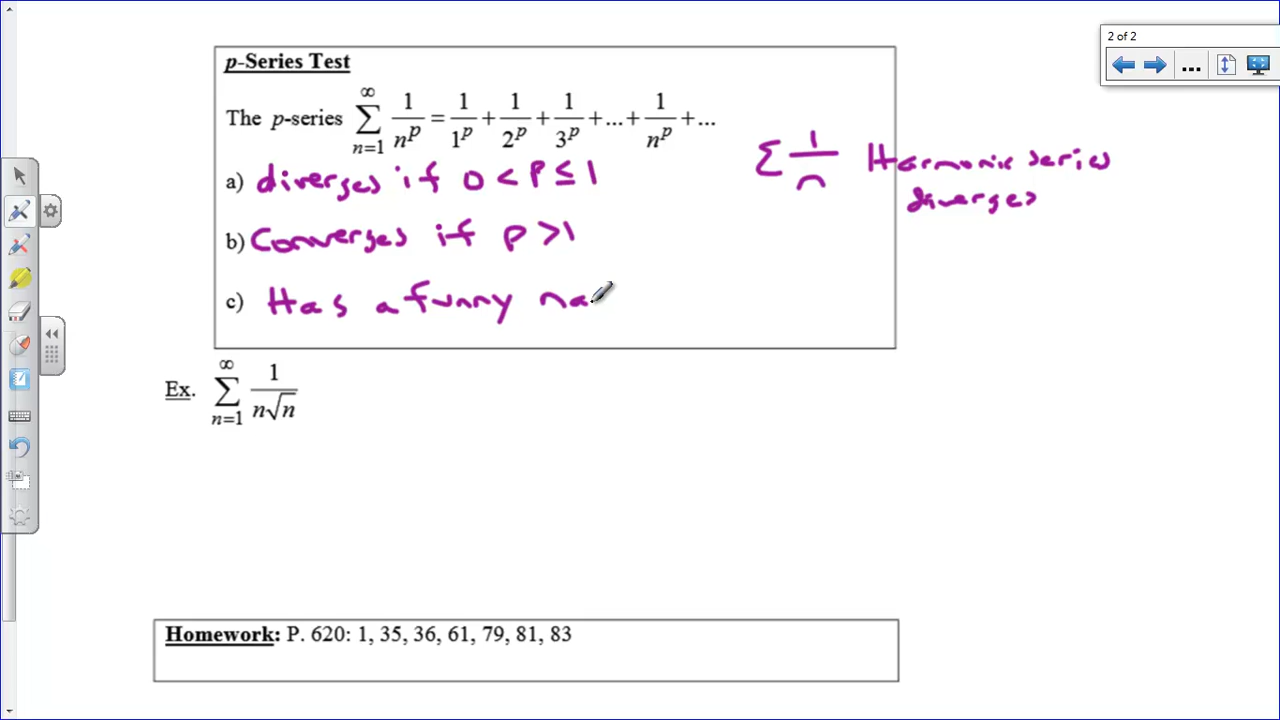 2 of 2
p-Series Test
The p-series ∑_{n=1}^{∞} 1/n^p = 1/1^p + 1/2^p + 1/3^p + ... + 1/n^p + ...
∑ 1/n Harmonic series
diverges
a) diverges if 0 < P ≤ 1
b) Converges if p > 1
c) Has a funny na
Ex. ∑_{n=1}^{∞} 1/(n√n)
Homework: P. 620: 1, 35, 36, 61, 79, 81, 83